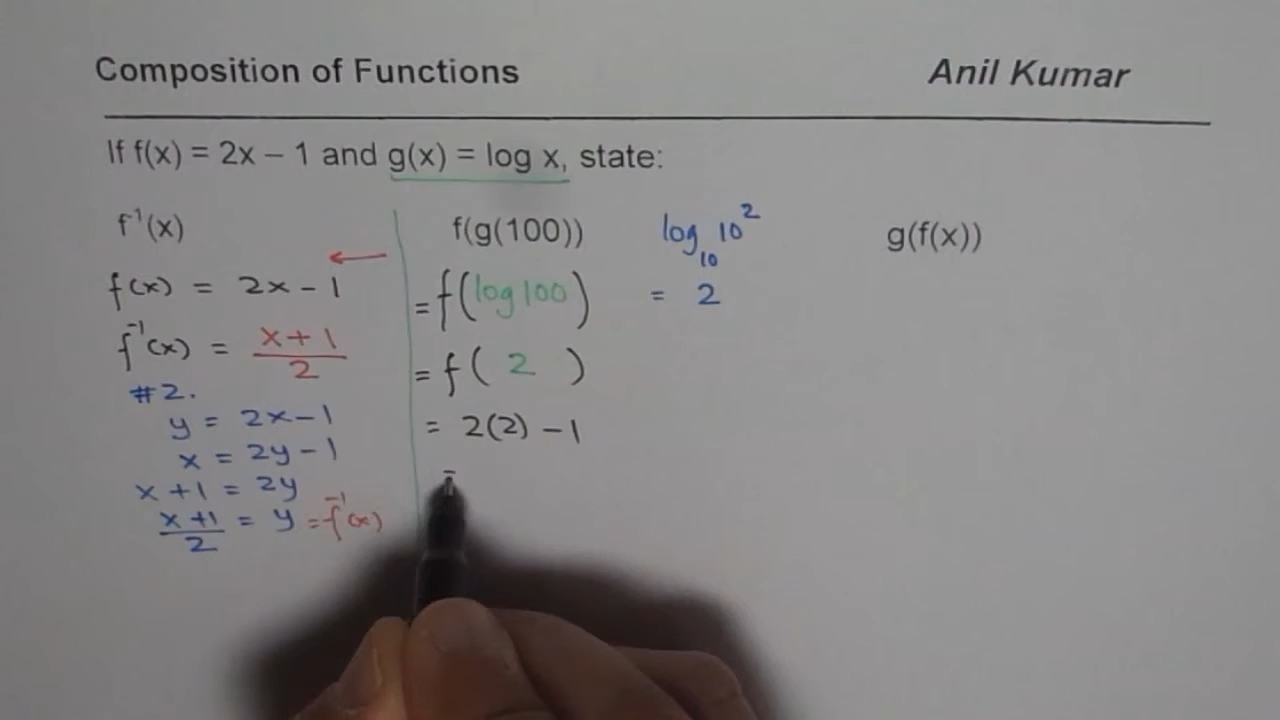 Composition of Functions
Anil Kumar
If f(x) = 2x – 1 and g(x) = log x, state:
f⁻¹(x)
f(x) = 2x - 1
f⁻¹(x) = x+1/2
#2.
y = 2x-1
x = 2y - 1
x + 1 = 2y
x+1/2 = y = f⁻¹(x)
f(g(100))
= f(log 100)
= f( 2 )
= 2(2) - 1
=
log₁₀ 10²
= 2
g(f(x))